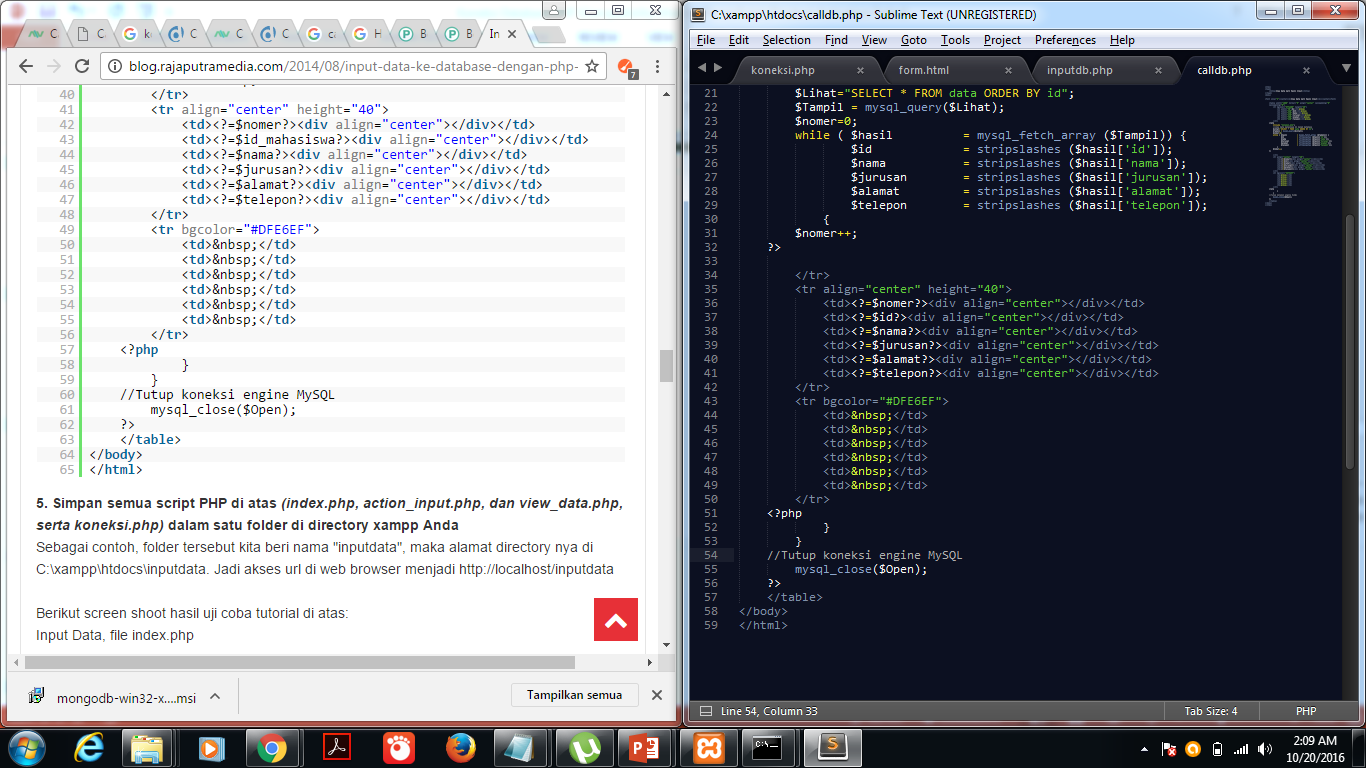 C:\xampp\htdocs\calldb.php - Sublime Text (UNREGISTERED)
File Edit Selection Find View Goto Tools Project Preferences Help
koneksi.php form.html inputdb.php calldb.php
C C G C C C G H B B In
blog.rajaputramedia.com/2014/08/input-data-ke-database-dengan-php-
7
40 </tr>
41 <tr align="center" height="40">
42 <td><?=$nomer?><div align="center"></div></td>
43 <td><?=$id_mahasiswa?><div align="center"></div></td>
44 <td><?=$nama?><div align="center"></div></td>
45 <td><?=$jurusan?><div align="center"></div></td>
46 <td><?=$alamat?><div align="center"></div></td>
47 <td><?=$telepon?><div align="center"></div></td>
48 </tr>
49 <tr bgcolor="#DFE6EF">
50 <td>&nbsp;</td>
51 <td>&nbsp;</td>
52 <td>&nbsp;</td>
53 <td>&nbsp;</td>
54 <td>&nbsp;</td>
55 <td>&nbsp;</td>
56 </tr>
57 <?php
58 }
59 }
60 //Tutup koneksi engine MySQL
61 mysql_close($Open);
62 ?>
63 </table>
64 </body>
65 </html>
5. Simpan semua script PHP di atas (index.php, action_input.php, dan view_data.php,
serta koneksi.php) dalam satu folder di directory xampp Anda
Sebagai contoh, folder tersebut kita beri nama "inputdata", maka alamat directory nya di
C:\xampp\htdocs\inputdata. Jadi akses url di web browser menjadi http://localhost/inputdata
Berikut screen shoot hasil uji coba tutorial di atas:
Input Data, file index.php
mongodb-win32-x....msi
Tampilkan semua
21 $Lihat="SELECT * FROM data ORDER BY id";
22 $Tampil = mysql_query($Lihat);
23 $nomer=0;
24 while ( $hasil = mysql_fetch_array ($Tampil)) {
25 $id = stripslashes ($hasil['id']);
26 $nama = stripslashes ($hasil['nama']);
27 $jurusan = stripslashes ($hasil['jurusan']);
28 $alamat = stripslashes ($hasil['alamat']);
29 $telepon = stripslashes ($hasil['telepon']);
30 {
31 $nomer++;
32 ?>
33
34 </tr>
35 <tr align="center" height="40">
36 <td><?=$nomer?><div align="center"></div></td>
37 <td><?=$id?><div align="center"></div></td>
38 <td><?=$nama?><div align="center"></div></td>
39 <td><?=$jurusan?><div align="center"></div></td>
40 <td><?=$alamat?><div align="center"></div></td>
41 <td><?=$telepon?><div align="center"></div></td>
42 </tr>
43 <tr bgcolor="#DFE6EF">
44 <td>&nbsp;</td>
45 <td>&nbsp;</td>
46 <td>&nbsp;</td>
47 <td>&nbsp;</td>
48 <td>&nbsp;</td>
49 <td>&nbsp;</td>
50 </tr>
51 <?php
52 }
53 }
54 //Tutup koneksi engine MySQL
55 mysql_close($Open);
56 ?>
57 </table>
58 </body>
59 </html>
Line 54, Column 33
Tab Size: 4
PHP
2:09 AM
10/20/2016